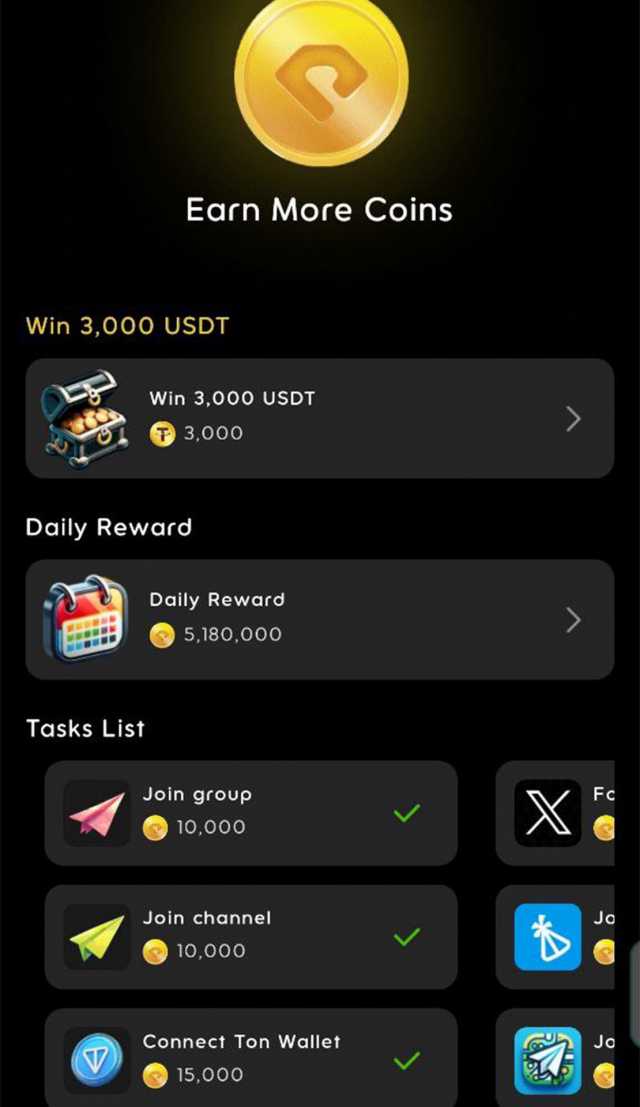 Earn More Coins
Win 3,000 USDT
Win 3,000 USDT
3,000
Daily Reward
Daily Reward
5,180,000
Tasks List
Join group
10,000
Fo
Join channel
10,000
Jo
Connect Ton Wallet
15,000
Jo